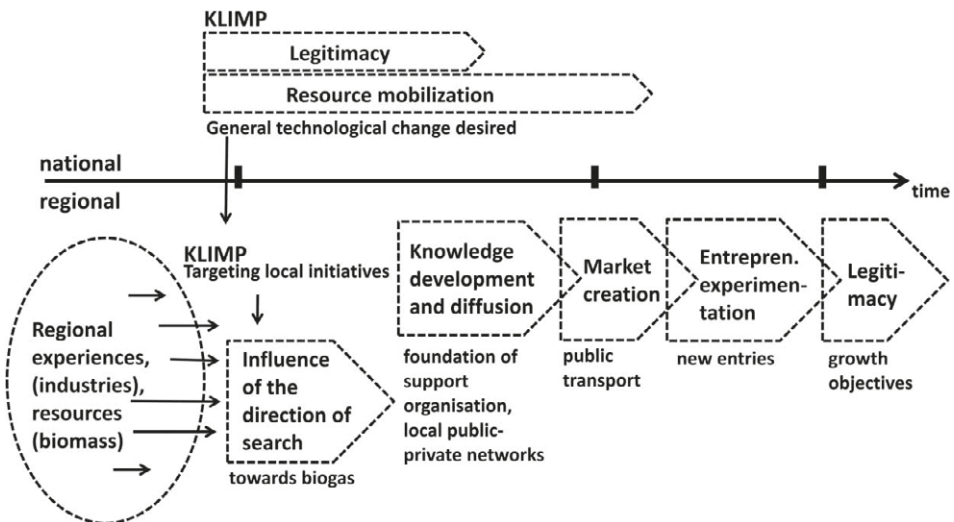 KLIMP
Legitimacy
Resource mobilization
General technological change desired
national
regional
time
KLIMP
Targeting local initiatives
Regional
experiences,
(industries),
resources
(biomass)
Influence
of the
direction of
search
towards biogas
Knowledge
development
and diffusion
foundation of
support
organisation,
local public-
private networks
Market
creation
public
transport
Entrepren.
experimen-
tation
new entries
Legiti-
macy
growth
objectives